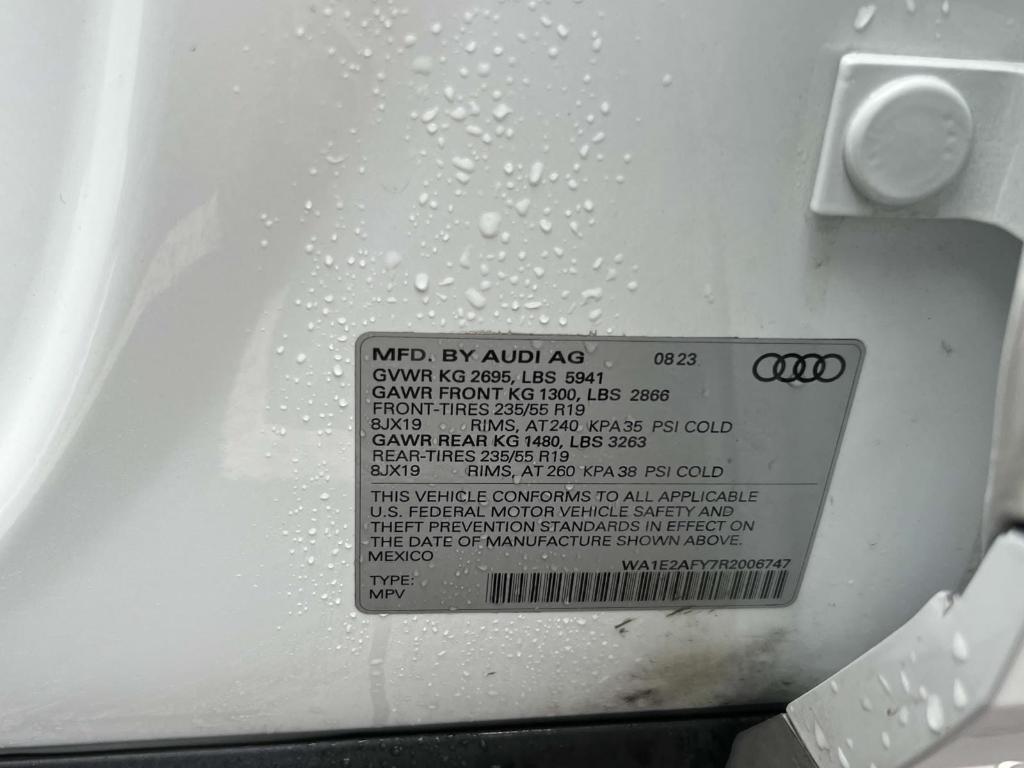 MFD. BY AUDI AG 08 23
GVWR KG 2695, LBS 5941
GAWR FRONT KG 1300, LBS 2866
FRONT-TIRES 235/55 R19
8JX19 RIMS, AT 240 KPA 35 PSI COLD
GAWR REAR KG 1480, LBS 3263
REAR-TIRES 235/55 R19
8JX19 RIMS, AT 260 KPA 38 PSI COLD
THIS VEHICLE CONFORMS TO ALL APPLICABLE
U.S. FEDERAL MOTOR VEHICLE SAFETY AND
THEFT PREVENTION STANDARDS IN EFFECT ON
THE DATE OF MANUFACTURE SHOWN ABOVE.
MEXICO
WA1E2AFY7R2006747
TYPE:
MPV